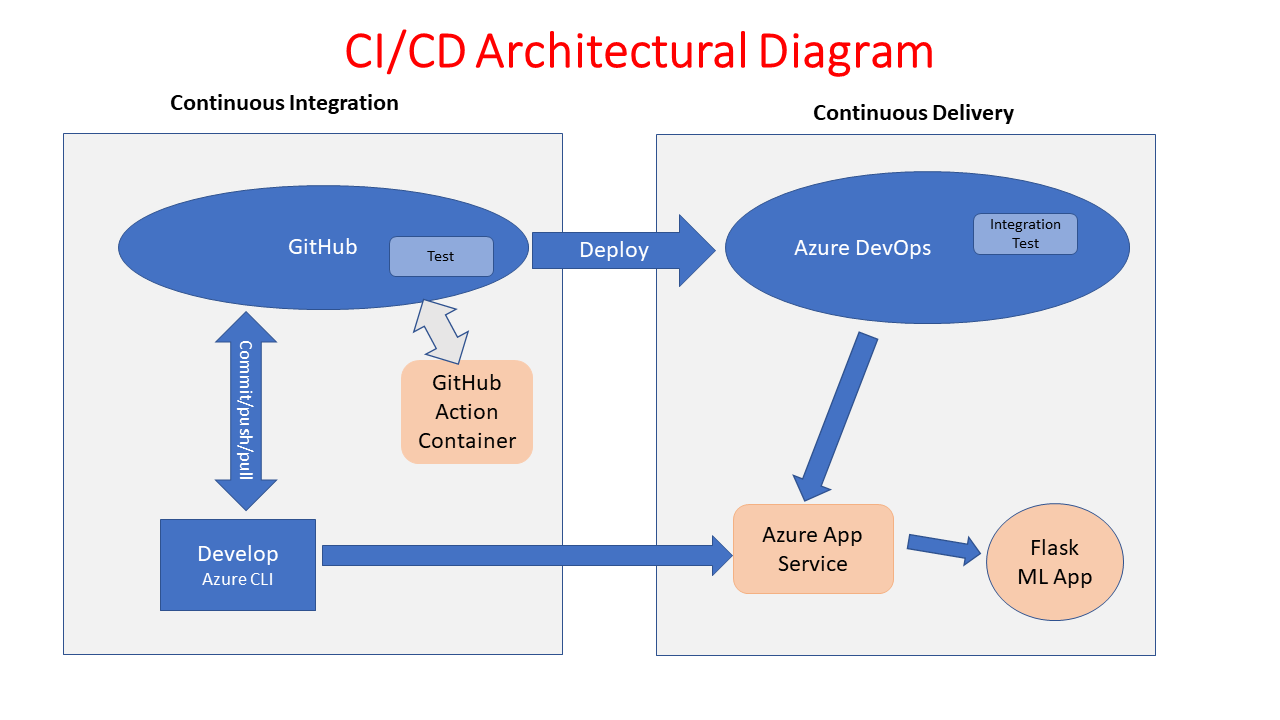 CI/CD Architectural Diagram
Continuous Integration
Continuous Delivery
GitHub
Test
Deploy
Azure DevOps
Integration
Test
Commit/push/pull
GitHub
Action
Container
Develop
Azure CLI
Azure App
Service
Flask
ML App